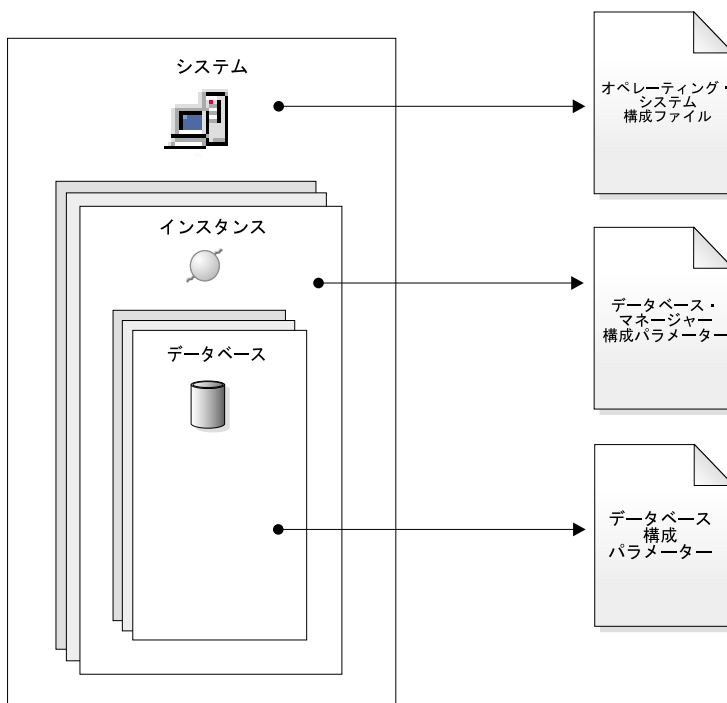 システム
オペレーティング・
システム
構成ファイル
インスタンス
データベース・
マネージャー
構成パラメーター
データベース
データベース
構成
パラメーター